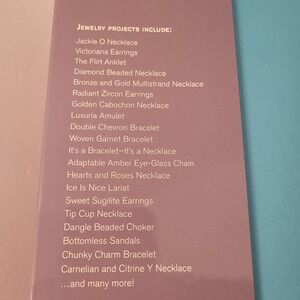 JEWELRY PROJECTS INCLUDE:
Jackie O Necklace
Victoriana Earrings
The Flirt Anklet
Diamond Beaded Necklace
Bronze and Gold Multistrand Necklace
Radiant Zircon Earrings
Golden Cabochon Necklace
Luxuria Amulet
Double Chevron Bracelet
Woven Garnet Bracelet
It's a Bracelet—It's a Necklace
Adaptable Amber Eye-Glass Chain
Hearts and Roses Necklace
Ice Is Nice Lariat
Sweet Sugilite Earrings
Tip Cup Necklace
Dangle Beaded Choker
Bottomless Sandals
Chunky Charm Bracelet
Carnelian and Citrine Y Necklace
...and many more!